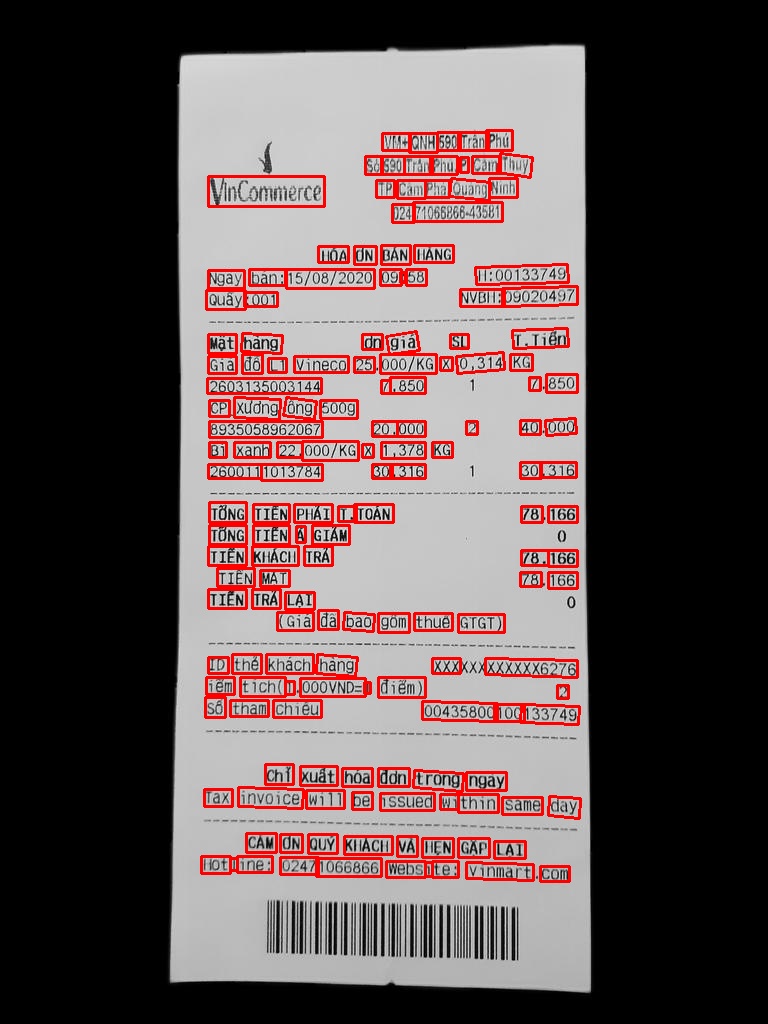 VinCommerce
VM+ QNH 590 Trần Phú
Số 590 Trần Phú, P Cẩm Thủy
TP. Cẩm Phả, Quảng Ninh
024.71066866-43581
HÓA ĐN BÁN HÀNG
Ngày bán: 15/08/2020 09:58 H:00133749
Quầy:001 NVBH:09020497
Mặt hàng đn giá SL T.Tiền
Giá đỗ L1 Vineco 25.000/KG X 0,314 KG
2603135003144 7.850 1 7.850
CP Xương ống 500g
8935058962067 20.000 2 40.000
Bí xanh 22.000/KG X 1,378 KG
2600111013784 30.316 1 30.316
TỔNG TIỀN PHẢI T.TOÁN 78.166
TỔNG TIỀN Ã GIẢM 0
TIỀN KHÁCH TRẢ 78.166
TIỀN MẶT 78.166
TIỀN TRẢ LẠI 0
(Giá đã bao gồm thuế GTGT)
ID thẻ khách hàng XXXXXXXXXXXX6276
iểm tích(1.000VND=1 điểm) 2
Số tham chiếu 00435800100133749
Chỉ xuất hóa đơn trong ngày
Tax invoice will be issued within same day
CẢM ƠN QUÝ KHÁCH VÀ HẸN GẶP LẠI
Hotline: 02471066866 Website: Vinmart.com